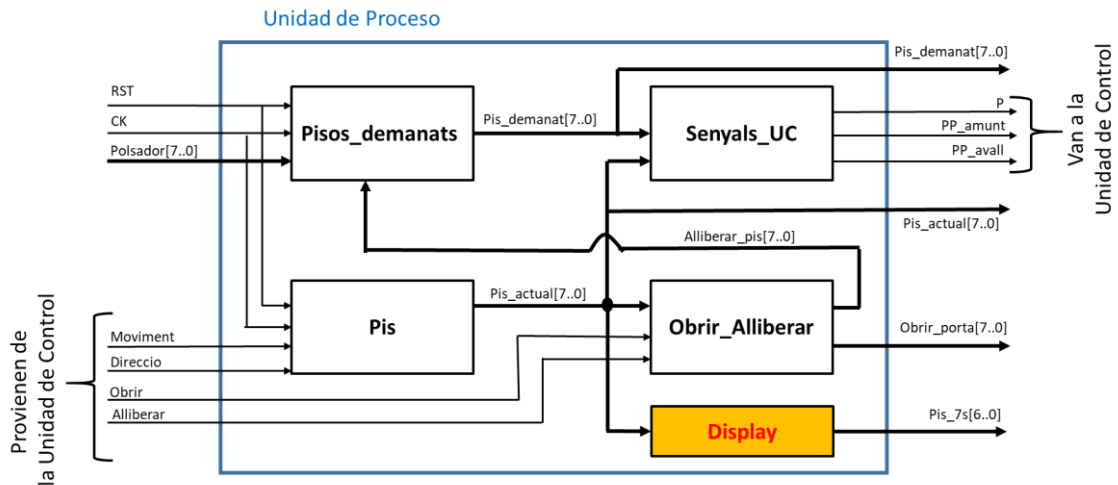 Unidad de Proceso
Pis_demanat[7..0]
RST
CK
Polsador[7..0]
Pisos_demanats
Pis_demanat[7..0]
Senyals_UC
P
PP_amunt
PP_avall
Van a la
Unidad de Control
Pis_actual[7..0]
Alliberar_pis[7..0]
Pis_actual[7..0]
Pis
Obrir_Alliberar
Obrir_porta[7..0]
Provienen de
la Unidad de Control
Moviment
Direccio
Obrir
Alliberar
Display
Pis_7s[6..0]